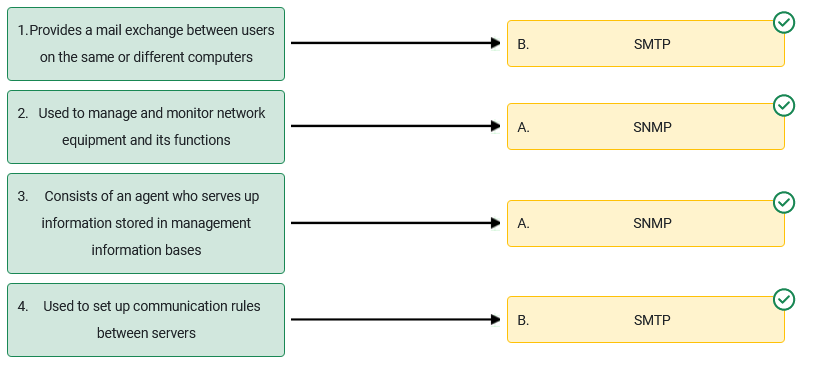 1.Provides a mail exchange between users
on the same or different computers
B. SMTP
2. Used to manage and monitor network
equipment and its functions
A. SNMP
3. Consists of an agent who serves up
information stored in management
information bases
A. SNMP
4. Used to set up communication rules
between servers
B. SMTP